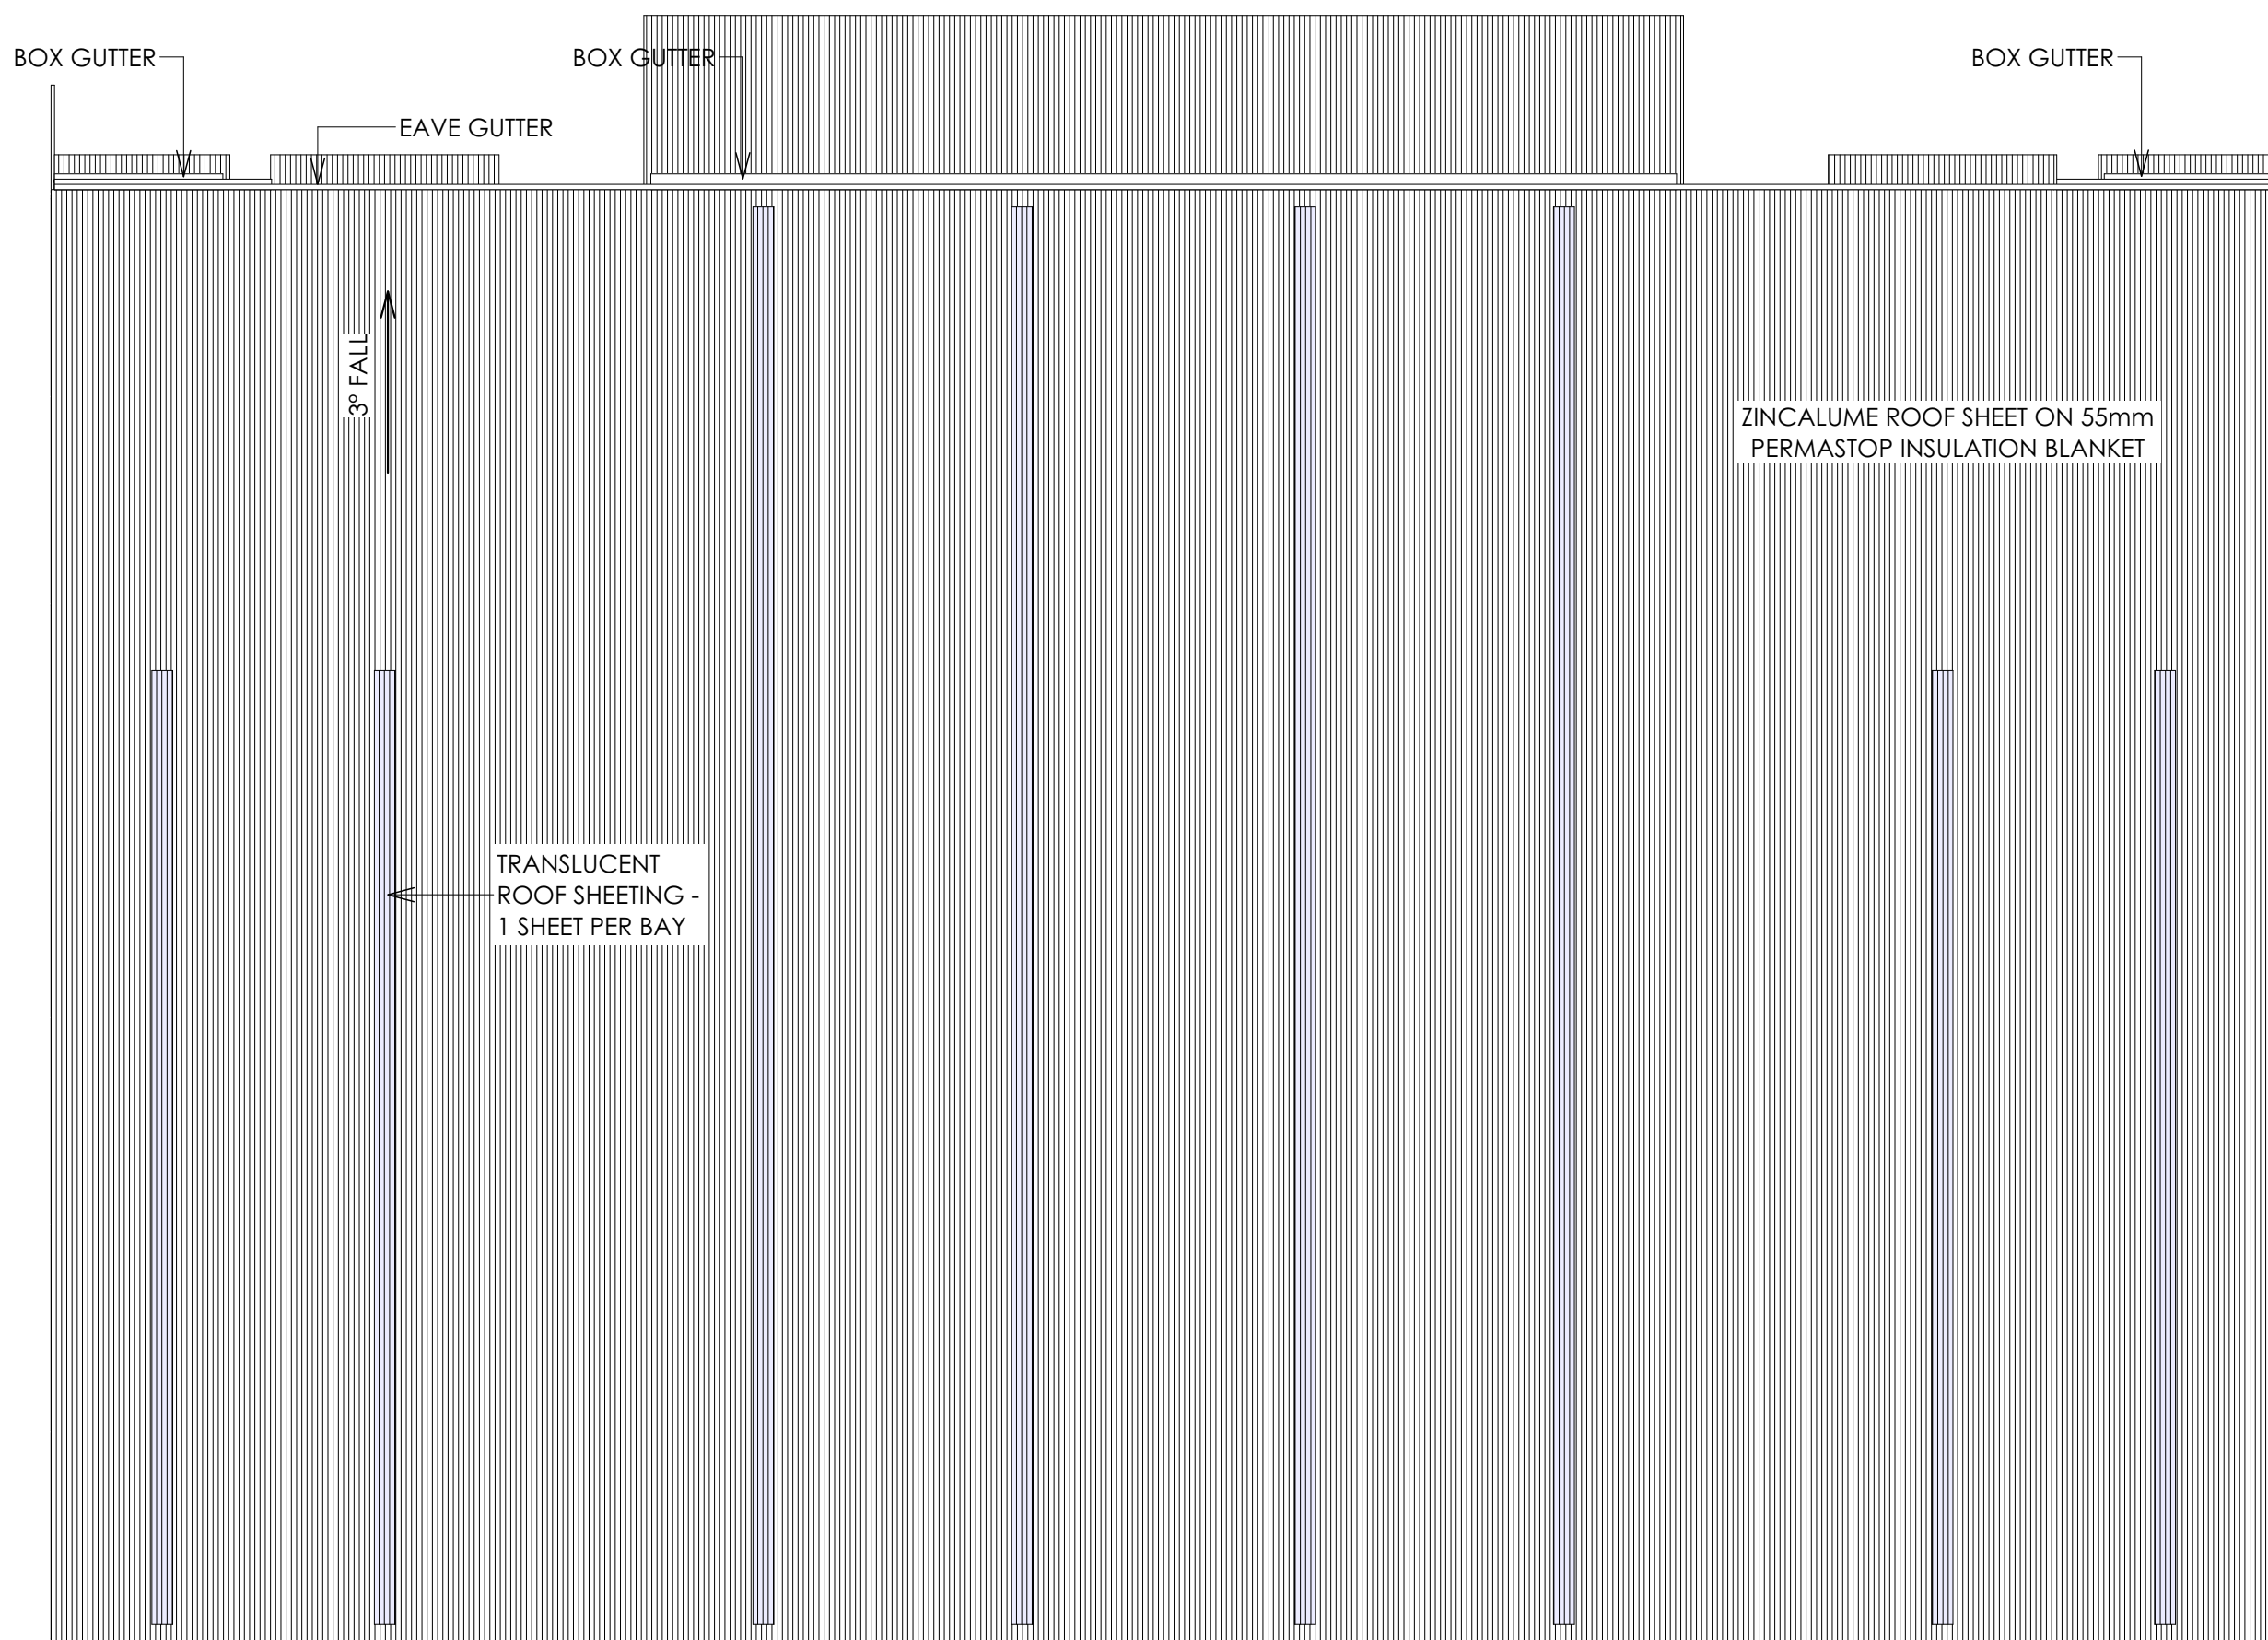 BOX GUTTER
BOX GUTTER
BOX GUTTER
EAVE GUTTER
3° FALL
ZINCALUME ROOF SHEET ON 55mm
PERMASTOP INSULATION BLANKET
TRANSLUCENT
ROOF SHEETING -
1 SHEET PER BAY